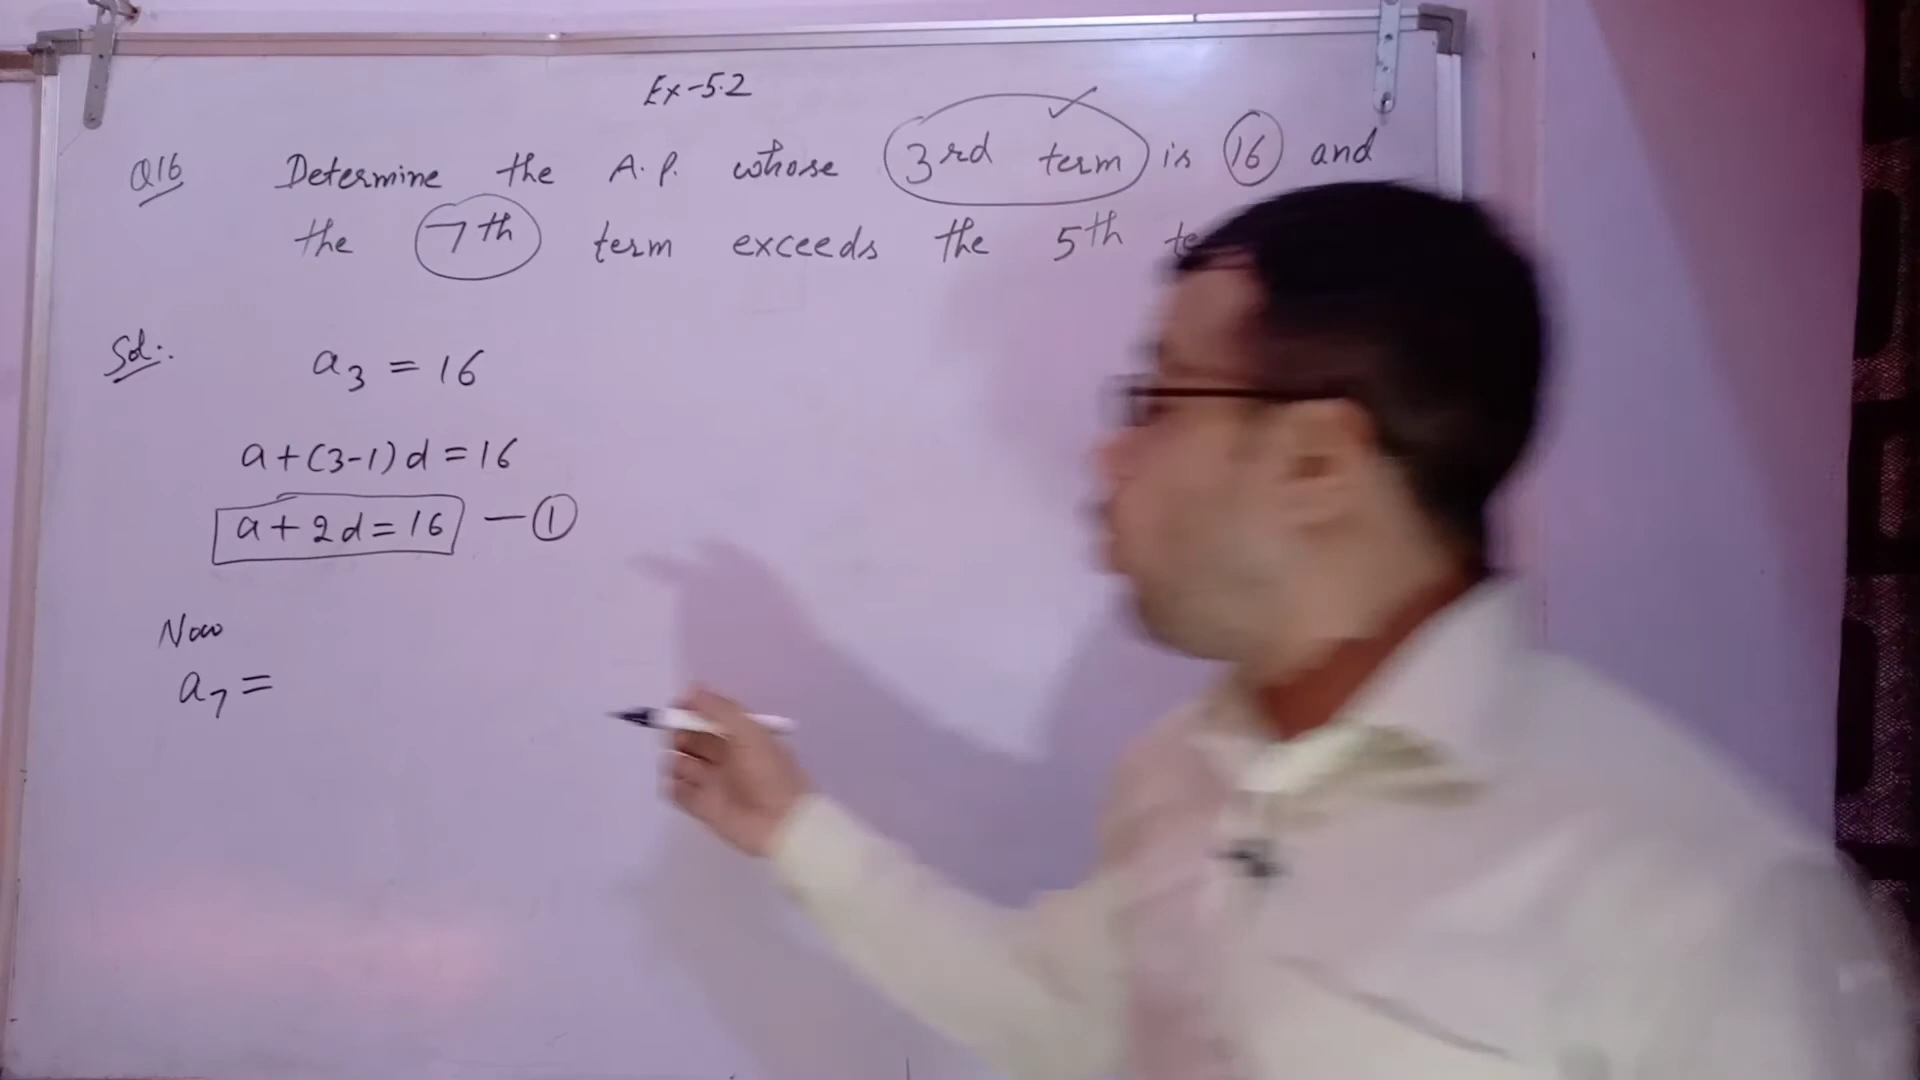 Ex-5.2
Q16 Determine the A.P. whose 3rd term is 16 and
the 7th term exceeds the 5th
Sol:.
a₃ = 16
a+(3-1)d=16
a+2d=16 — ①
Now
a₇ =